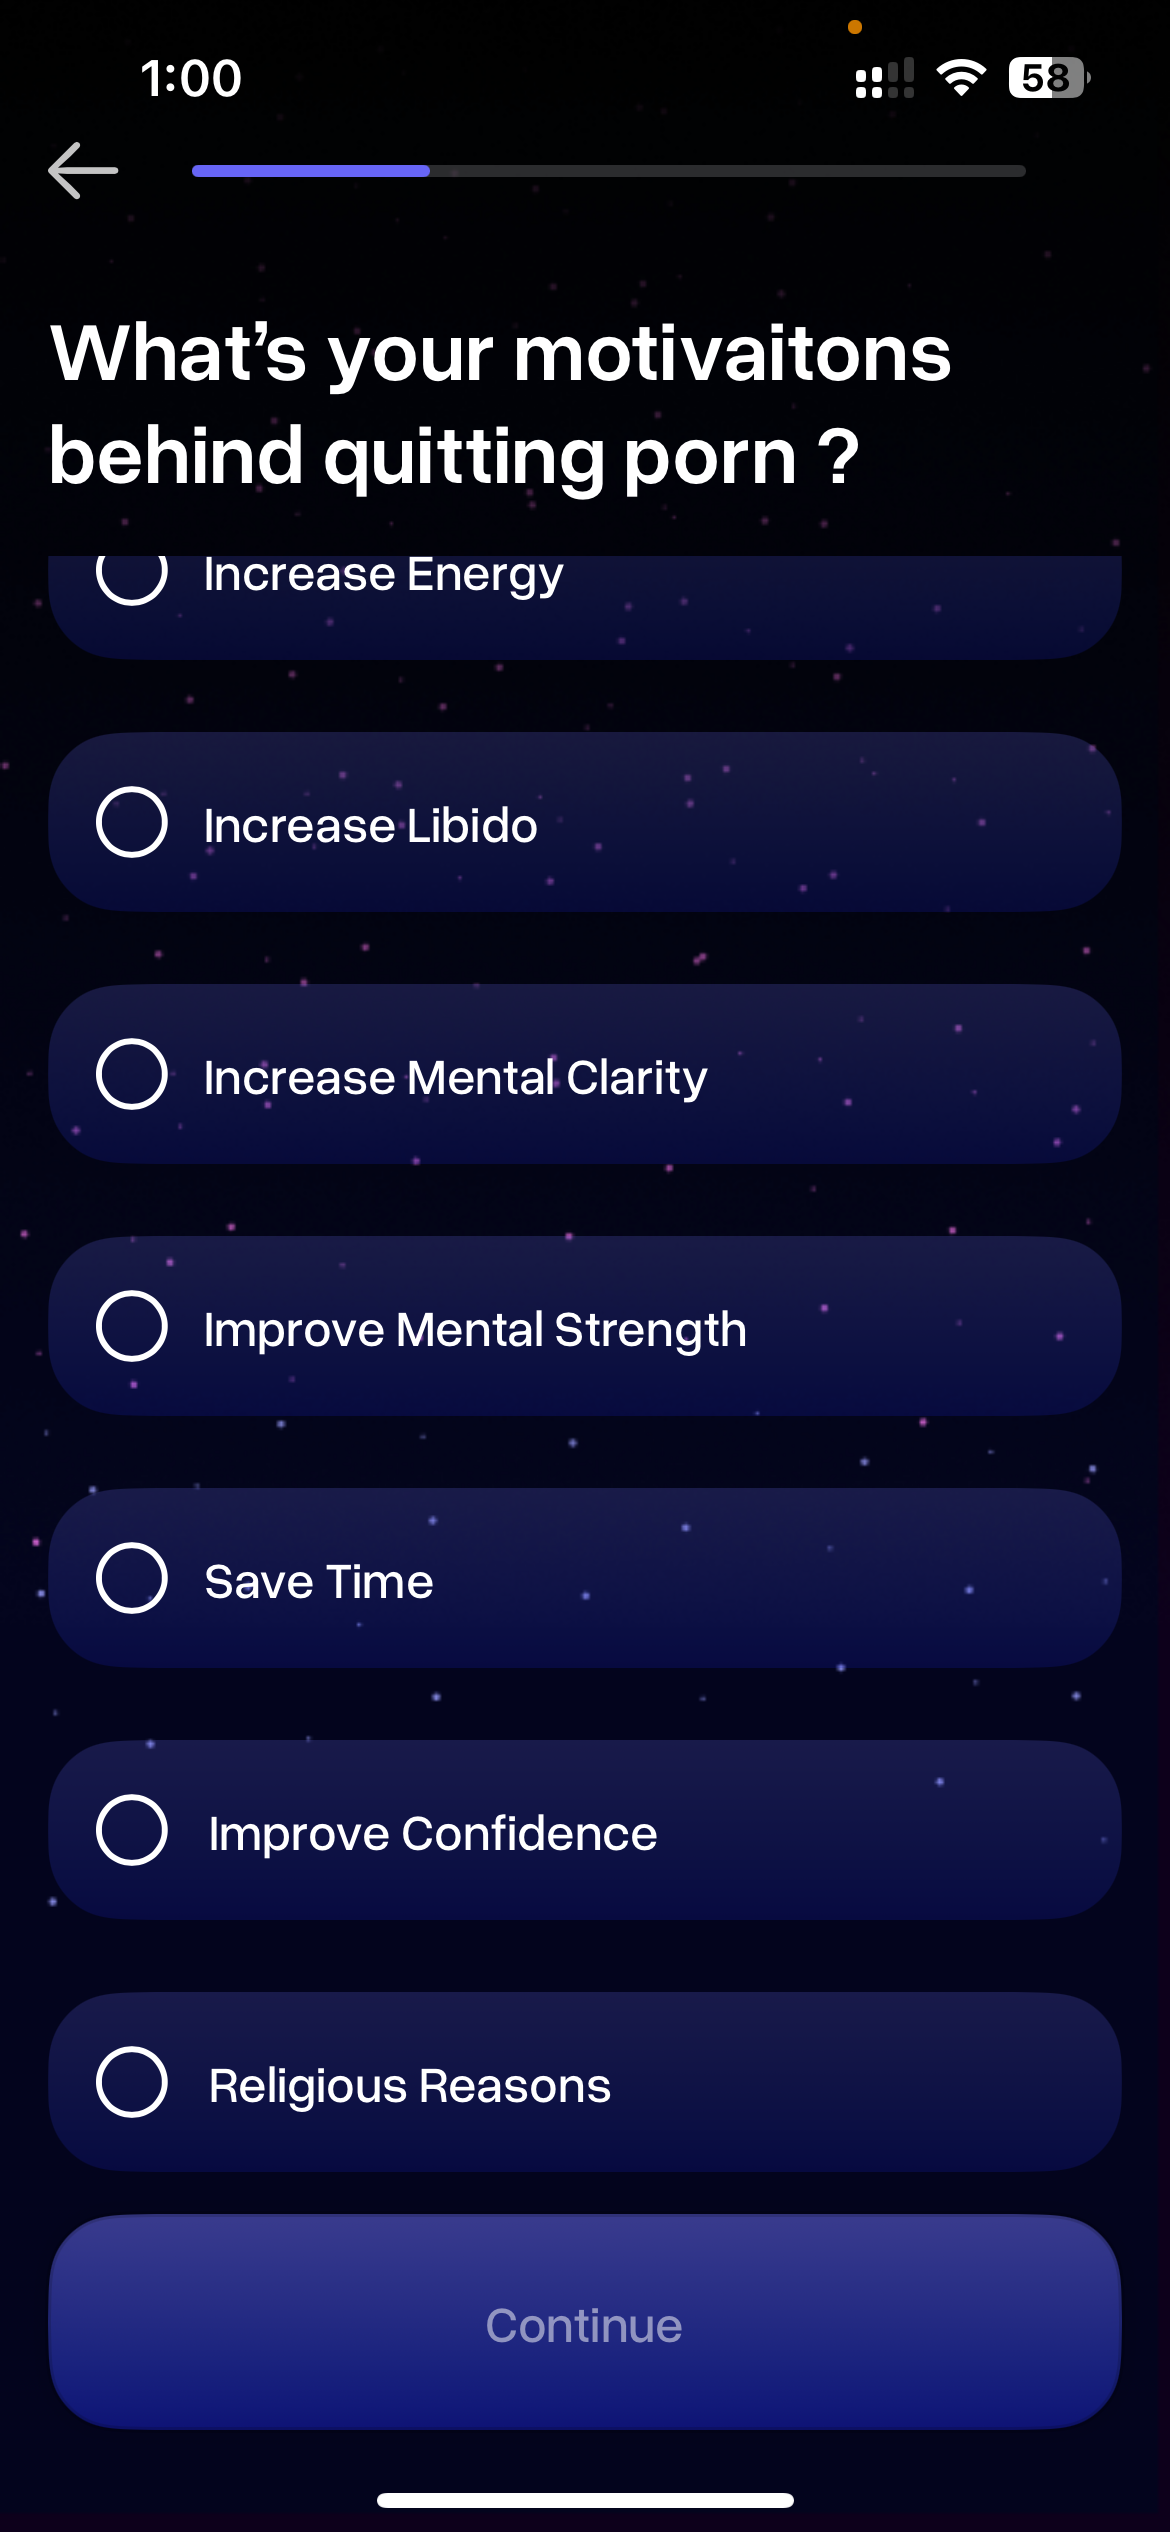 1:00
58
What’s your motivaitons
behind quitting porn ?
Increase Energy
Increase Libido
Increase Mental Clarity
Improve Mental Strength
Save Time
Improve Confidence
Religious Reasons
Continue